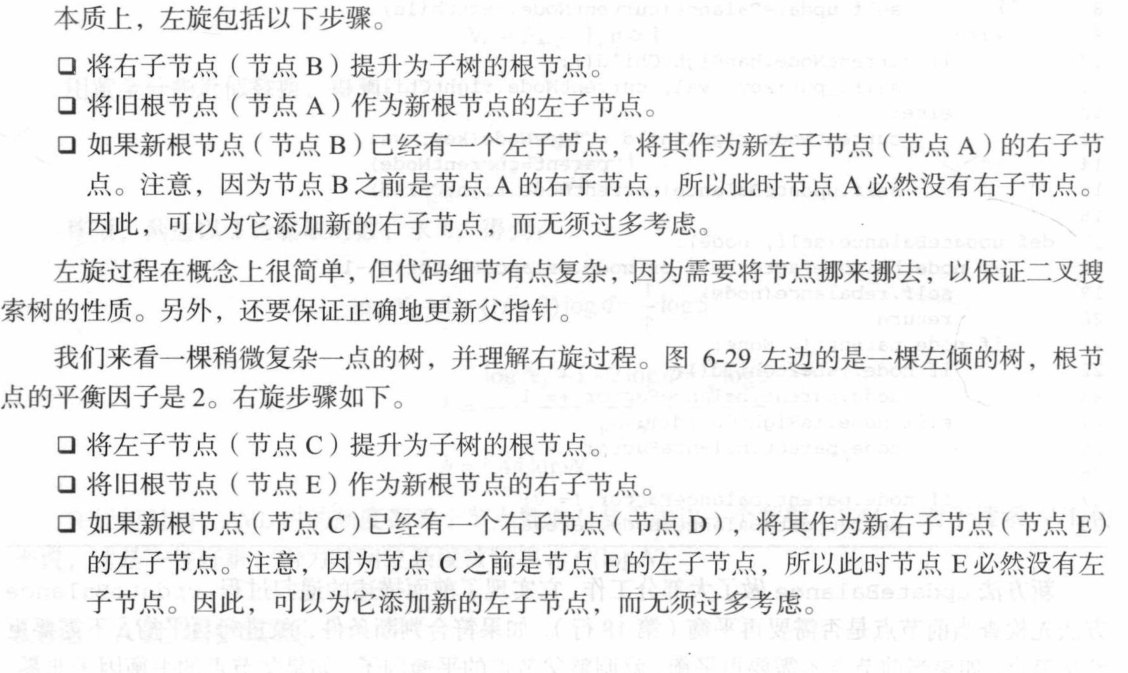 本质上，左旋包括以下步骤。
❑ 将右子节点（节点 B）提升为子树的根节点。
❑ 将旧根节点（节点 A）作为新根节点的左子节点。
❑ 如果新根节点（节点 B）已经有一个左子节点，将其作为新左子节点（节点 A）的右子节
点。注意，因为节点 B 之前是节点 A 的右子节点，所以此时节点 A 必然没有右子节点。
因此，可以为它添加新的右子节点，而无须过多考虑。
左旋过程在概念上很简单，但代码细节有点复杂，因为需要将节点挪来挪去，以保证二叉搜
索树的性质。另外，还要保证正确地更新父指针。
我们来看一棵稍微复杂一点的树，并理解右旋过程。图 6-29 左边的是一棵左倾的树，根节
点的平衡因子是 2。右旋步骤如下。
❑ 将左子节点（节点 C）提升为子树的根节点。
❑ 将旧根节点（节点 E）作为新根节点的右子节点。
❑ 如果新根节点（节点 C）已经有一个右子节点（节点 D），将其作为新右子节点（节点 E）
的左子节点。注意，因为节点 C 之前是节点 E 的左子节点，所以此时节点 E 必然没有左
子节点。因此，可以为它添加新的左子节点，而无须过多考虑。